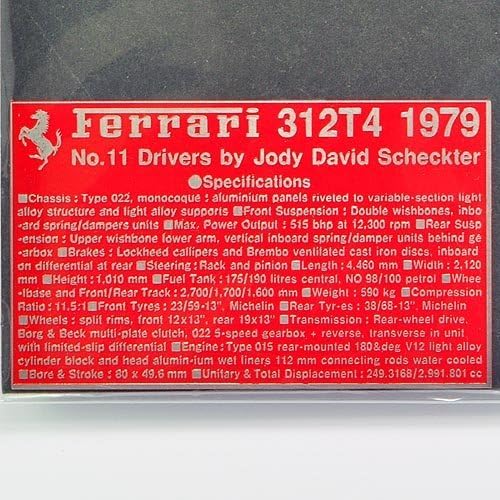 Ferrari 312T4 1979
No.11 Drivers by Jody David Scheckter
●Specifications
■Chassis : Type 022, monocoque : aluminium panels riveted to variable-section light
alloy structure and light alloy supports ■Front Suspension : Double wishbones, inbo
-ard spring/dampers units ■Max, Power Output : 515 bhp at 12,300 rpm ■Rear Susp
-ension : Upper wishbone lower arm, vertical inboard spring/damper units behind ge
-arbox ■Brakes : Lockheed callipers and Brembo ventilated cast iron discs, inboard
on differential at rear ■Steering : Rack and pinion ■Length : 4,460 mm ■Width : 2,120
mm ■Height : 1,010 mm ■Fuel Tank : 175/190 litres central, NO 98/100 petrol ■Whee
-lbase and Front/Rear Track : 2,700/1,700/1,600 mm ■Weight : 590 kg ■Compression
Ratio : 11.5:1 ■Front Tyres : 23/59-13", Michelin ■Rear Tyr-es : 38/68-13", Michelin
■Wheels : split rims, front 12x13", rear 19x13" ■Transmission : Rear-wheel drive,
Borg & Beck multi-plate clutch, 022 5-speed gearbox + reverse, transverse in unit
with limited-slip differential ■Engine : Type 015 rear-mounted 180&deg V12 light alloy
cylinder block and head alumin-ium wet liners 112 mm connecting rods water cooled
■Bore & Stroke : 80 x 49.6 mm ■Unitary & Total Displacement : 249.3168/2.991.801 cc